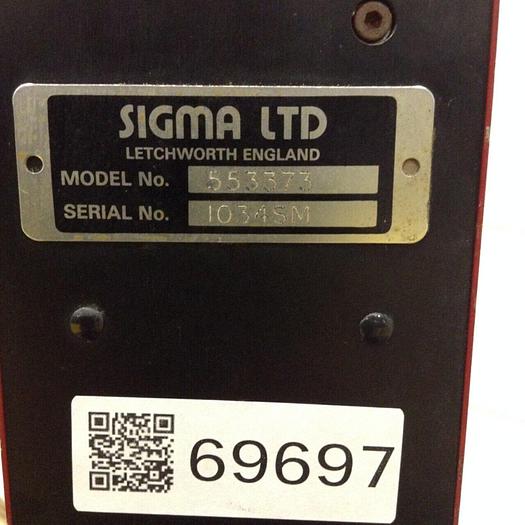 SIGMA LTD
LETCHWORTH ENGLAND
MODEL No. 553373
SERIAL No. 1034SM
69697